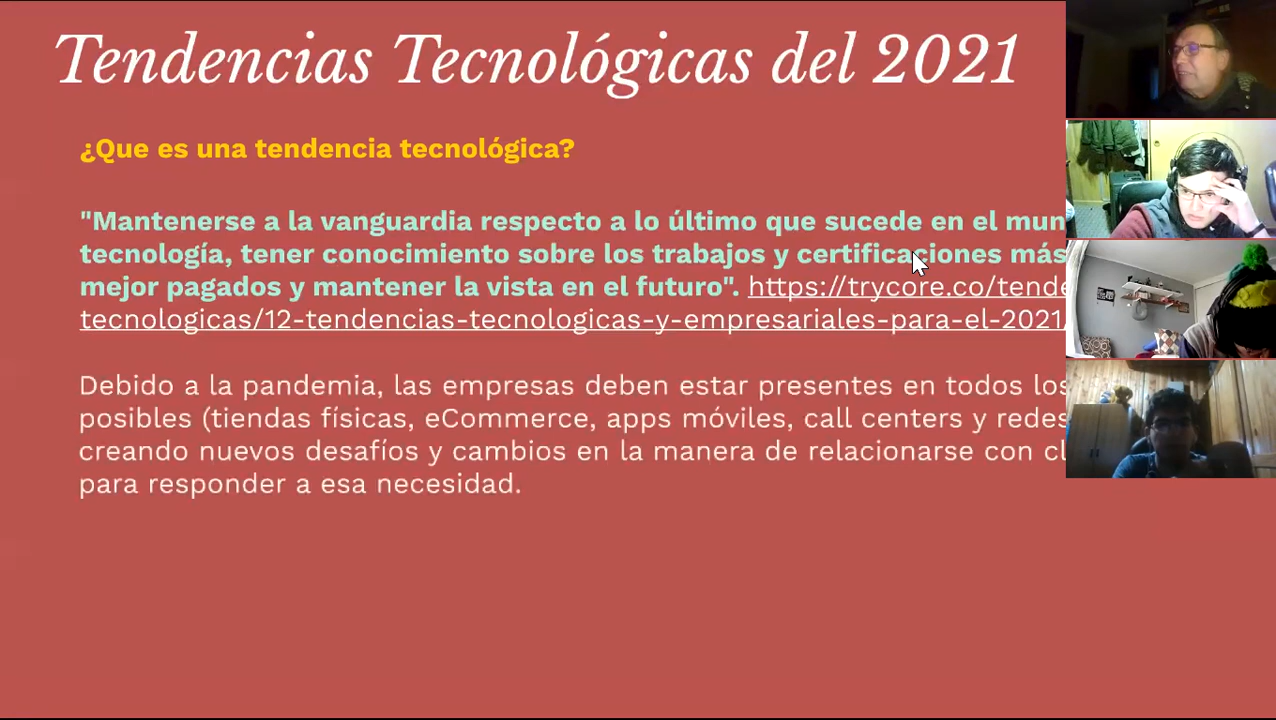 Tendencias Tecnológicas del 2021
¿Que es una tendencia tecnológica?
"Mantenerse a la vanguardia respecto a lo último que sucede en el
tecnología, tener conocimiento sobre los trabajos y certificaciones más
mejor pagados y mantener la vista en el futuro". https://trycore.co/tende
tecnologicas/12-tendencias-tecnologicas-y-empresariales-para-el-2021/
Debido a la pandemia, las empresas deben estar presentes en todos los
posibles (tiendas físicas, eCommerce, apps móviles, call centers y redes
creando nuevos desafíos y cambios en la manera de relacionarse con
para responder a esa necesidad.